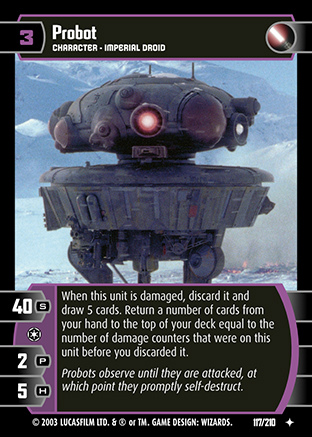 3
Probot
CHARACTER - IMPERIAL DROID
40 S
When this unit is damaged, discard it and
draw 5 cards. Return a number of cards from
your hand to the top of your deck equal to the
number of damage counters that were on this
unit before you discarded it.
2 P
5 H
Probots observe until they are attacked, at
which point they promptly self-destruct.
© 2003 LUCASFILM LTD. & ® or TM. GAME DESIGN: WIZARDS.
117/210